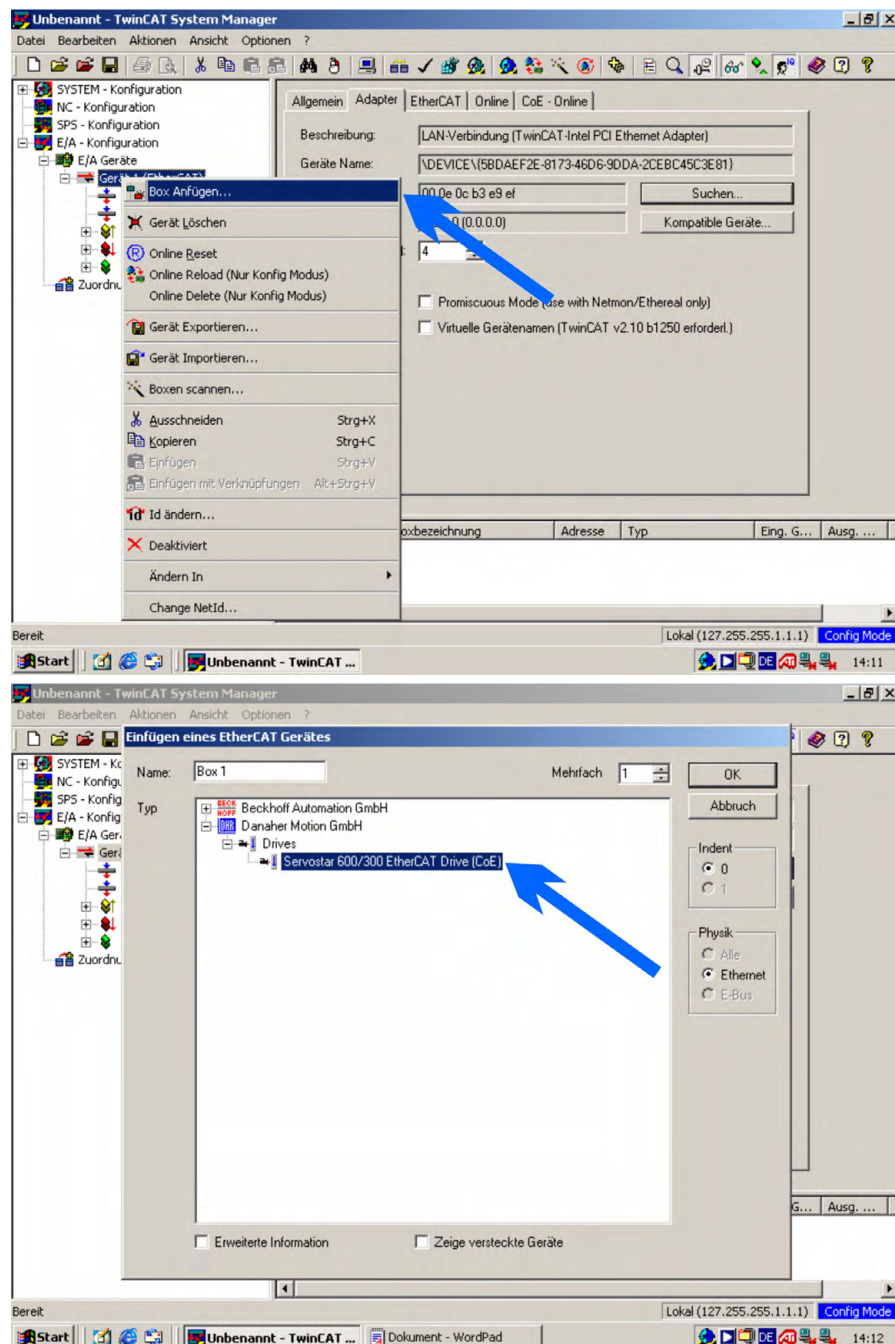 Unbenannt - TwinCAT System Manager
Datei Bearbeiten Aktionen Ansicht Optionen ?
SYSTEM - Konfiguration
NC - Konfiguration
SPS - Konfiguration
E/A - Konfiguration
E/A Geräte
Gerät 1 (EtherCAT)
Zuordnu
Box Anfügen...
Gerät Löschen
Online Reset
Online Reload (Nur Konfig Modus)
Online Delete (Nur Konfig Modus)
Gerät Exportieren...
Gerät Importieren...
Boxen scannen...
Ausschneiden Strg+X
Kopieren Strg+C
Einfügen Strg+V
Einfügen mit Verknüpfungen Alt+Strg+V
Id ändern...
Deaktiviert
Ändern In
Change NetId...
Allgemein Adapter EtherCAT Online CoE - Online
Beschreibung: LAN-Verbindung (TwinCAT-Intel PCI Ethernet Adapter)
Geräte Name: \DEVICE\{5BDAEF2E-8173-46D6-9DDA-2CEBC45C3E81}
00 0e 0c b3 e9 ef Suchen...
(0.0.0.0) Kompatible Geräte...
4
Promiscuous Mode (use with Netmon/Ethereal only)
Virtuelle Gerätenamen (TwinCAT v2.10 b1250 erforderl.)
oxbezeichnung Adresse Typ Eing. G... Ausg. ...
Bereit Lokal (127.255.255.1.1.1) Config Mode
Start Unbenannt - TwinCAT ... DE 14:11
Unbenannt - TwinCAT System Manager
Datei Bearbeiten Aktionen Ansicht Optionen ?
Einfügen eines EtherCAT Gerätes
SYSTEM - Ko
NC - Konfigu
SPS - Konfig
E/A - Konfig
E/A Ger
Gerä
Zuordnu
Name: Box 1 Mehrfach 1 OK
Abbruch
Typ
BECK HOFF Beckhoff Automation GmbH
DHR Danaher Motion GmbH
Drives
Servostar 600/300 EtherCAT Drive (CoE)
Indent
0
1
Physik
Alle
Ethernet
E-Bus
Erweiterte Information Zeige versteckte Geräte
G... Ausg. ...
Bereit Lokal (127.255.255.1.1.1) Config Mode
Start Unbenannt - TwinCAT ... Dokument - WordPad DE 14:12